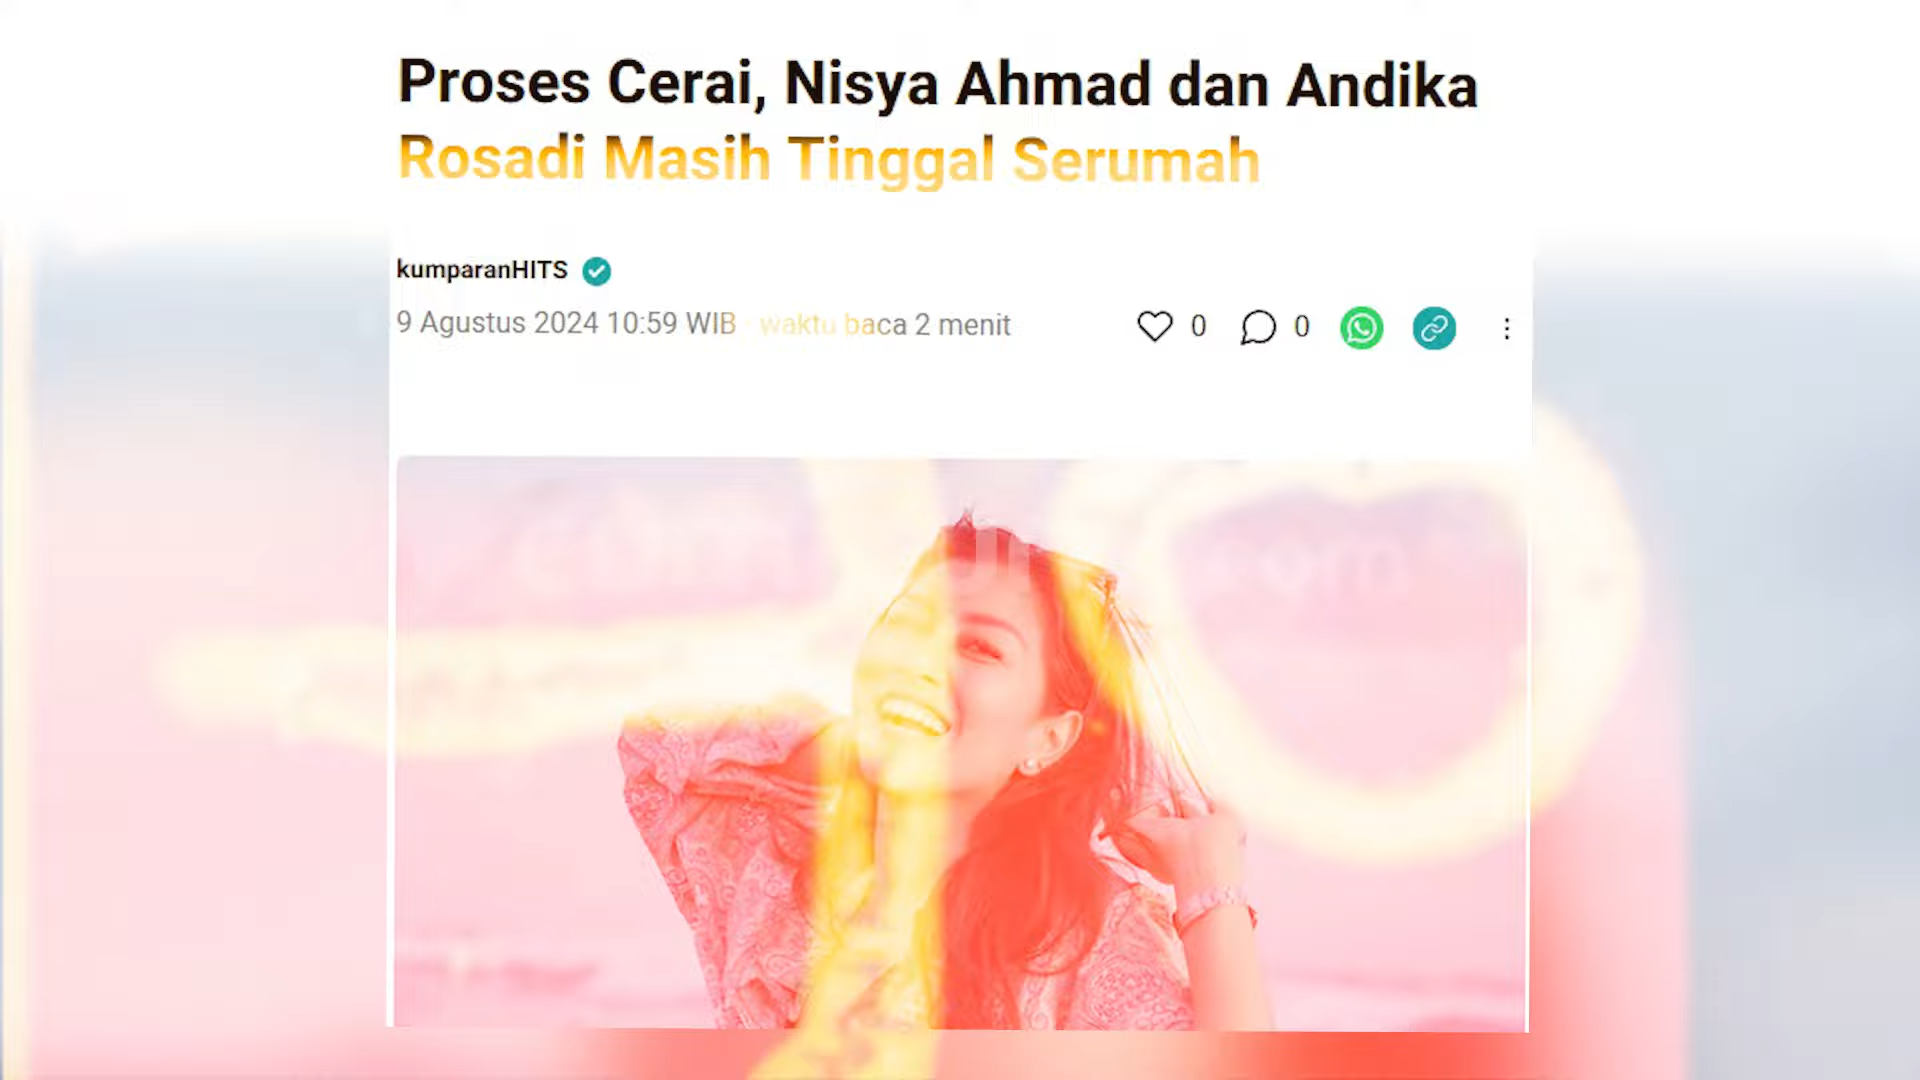 Proses Cerai, Nisya Ahmad dan Andika
Rosadi Masih Tinggal Serumah
kumparanHITS
9 Agustus 2024 10:59 WIB · waktu baca 2 menit
0
0